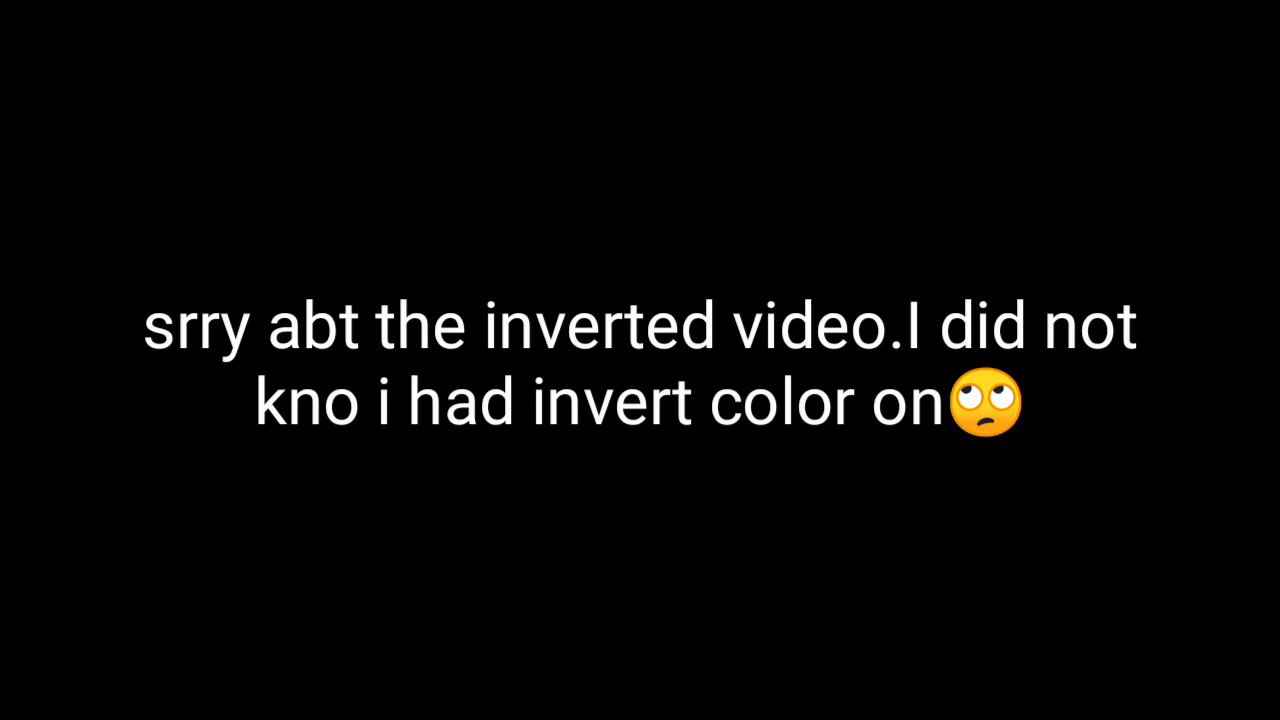 srry abt the inverted video.I did not
kno i had invert color on🙄